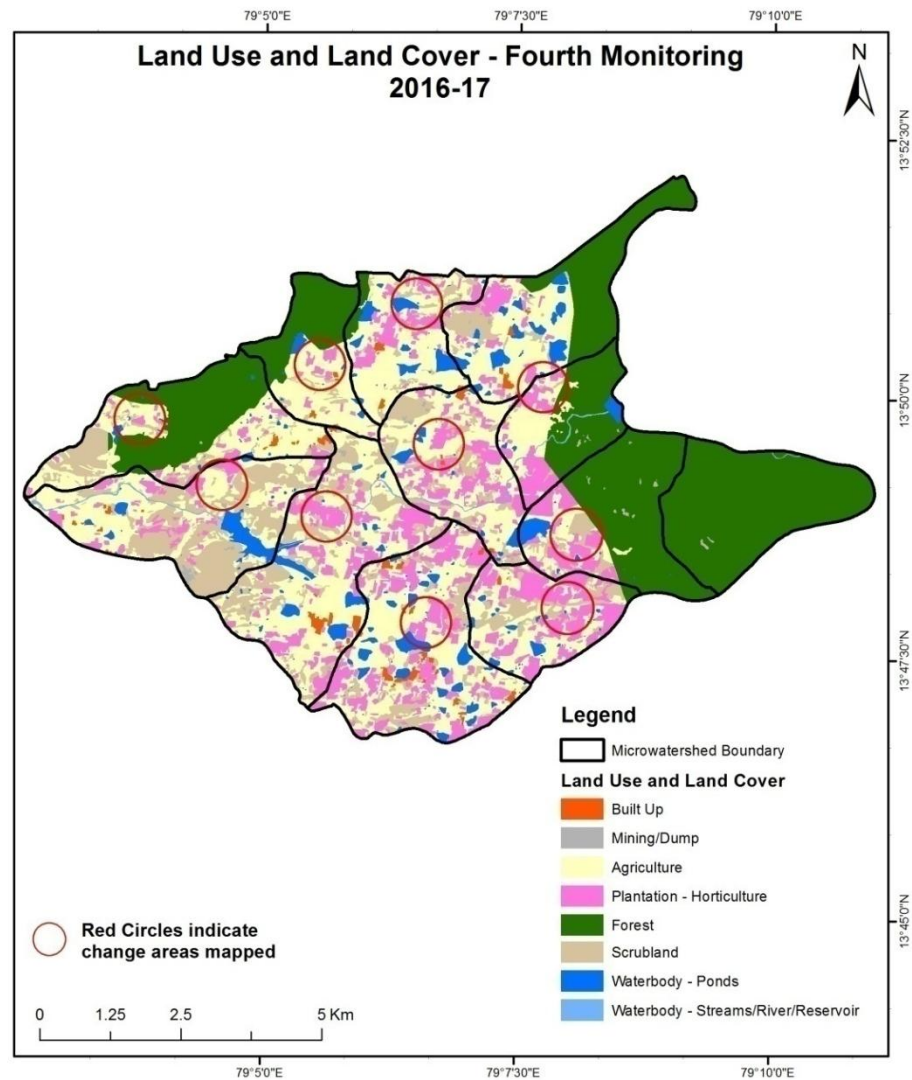 79°5'0"E
79°7'30"E
79°10'0"E
Land Use and Land Cover - Fourth Monitoring
2016-17
N
13°52'30"N
13°50'0"N
13°47'30"N
13°45'0"N
Legend
Microwatershed Boundary
Land Use and Land Cover
Built Up
Mining/Dump
Agriculture
Plantation - Horticulture
Forest
Scrubland
Waterbody - Ponds
Waterbody - Streams/River/Reservoir
Red Circles indicate
change areas mapped
0 1.25 2.5 5 Km
79°5'0"E
79°7'30"E
79°10'0"E